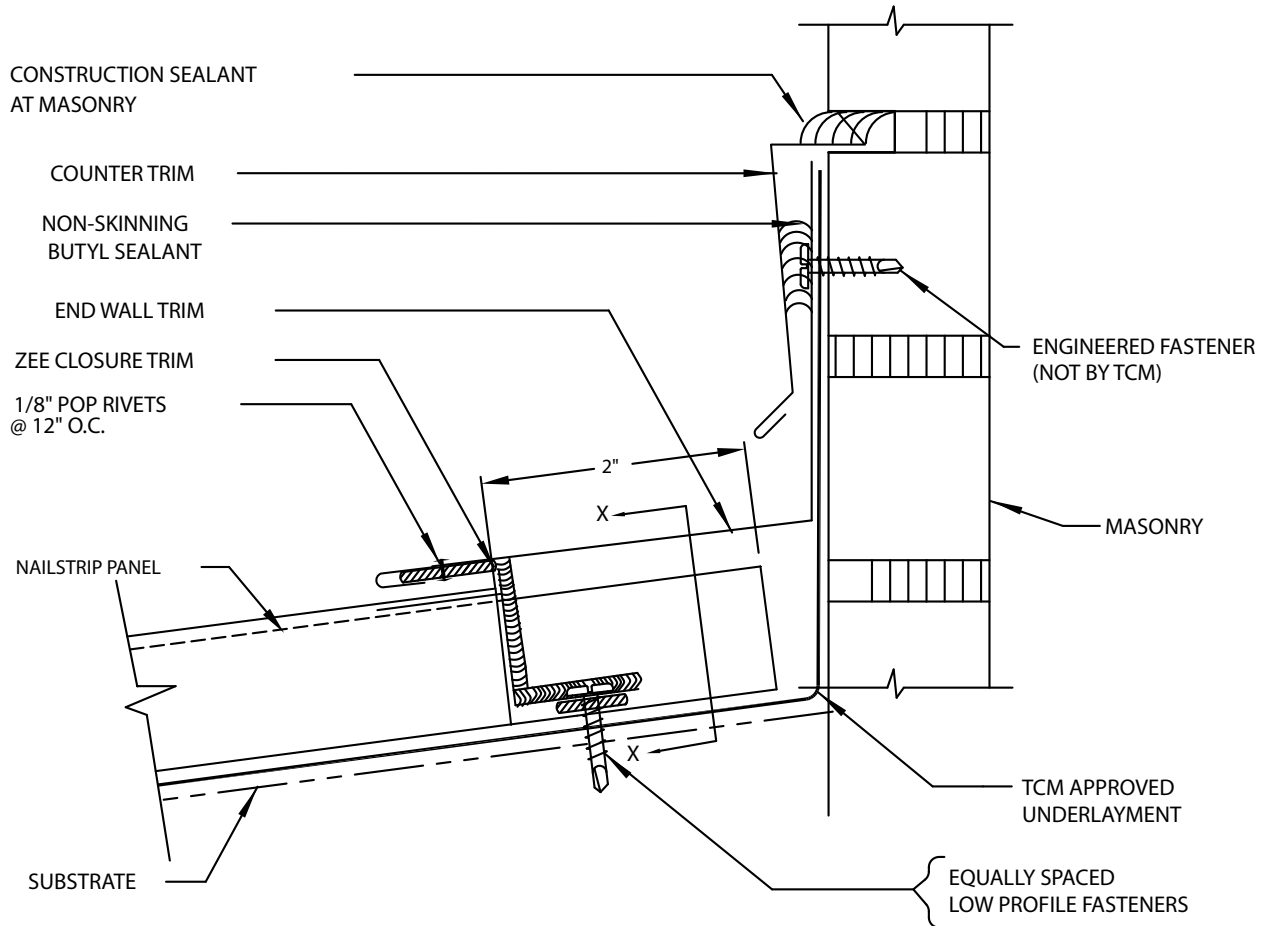 CONSTRUCTION SEALANT
AT MASONRY
COUNTER TRIM
NON-SKINNING
BUTYL SEALANT
END WALL TRIM
ZEE CLOSURE TRIM
1/8" POP RIVETS
@ 12" O.C.
NAILSTRIP PANEL
SUBSTRATE
2"
X
X
ENGINEERED FASTENER
(NOT BY TCM)
MASONRY
TCM APPROVED
UNDERLAYMENT
EQUALLY SPACED
LOW PROFILE FASTENERS